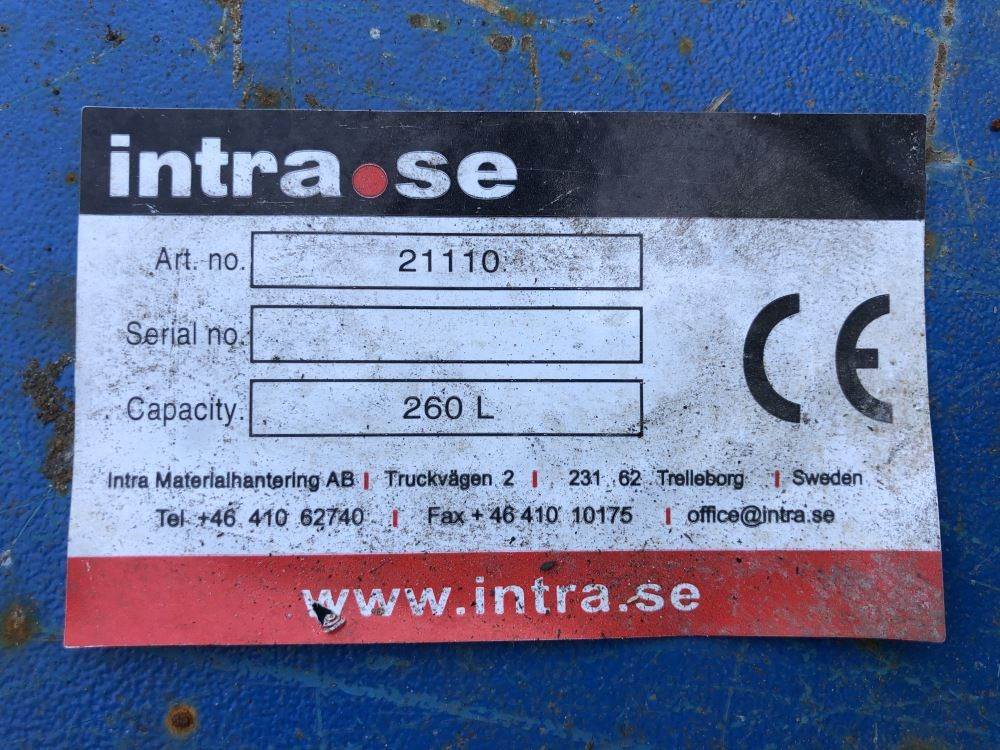 intra.se
Art. no. 21110
Serial no.
Capacity. 260 L
Intra Materialhantering AB | Truckvägen 2 | 231 62 Trelleborg | Sweden
Tel +46 410 62740 | Fax + 46 410 10175 | office@intra.se
www.intra.se
CE